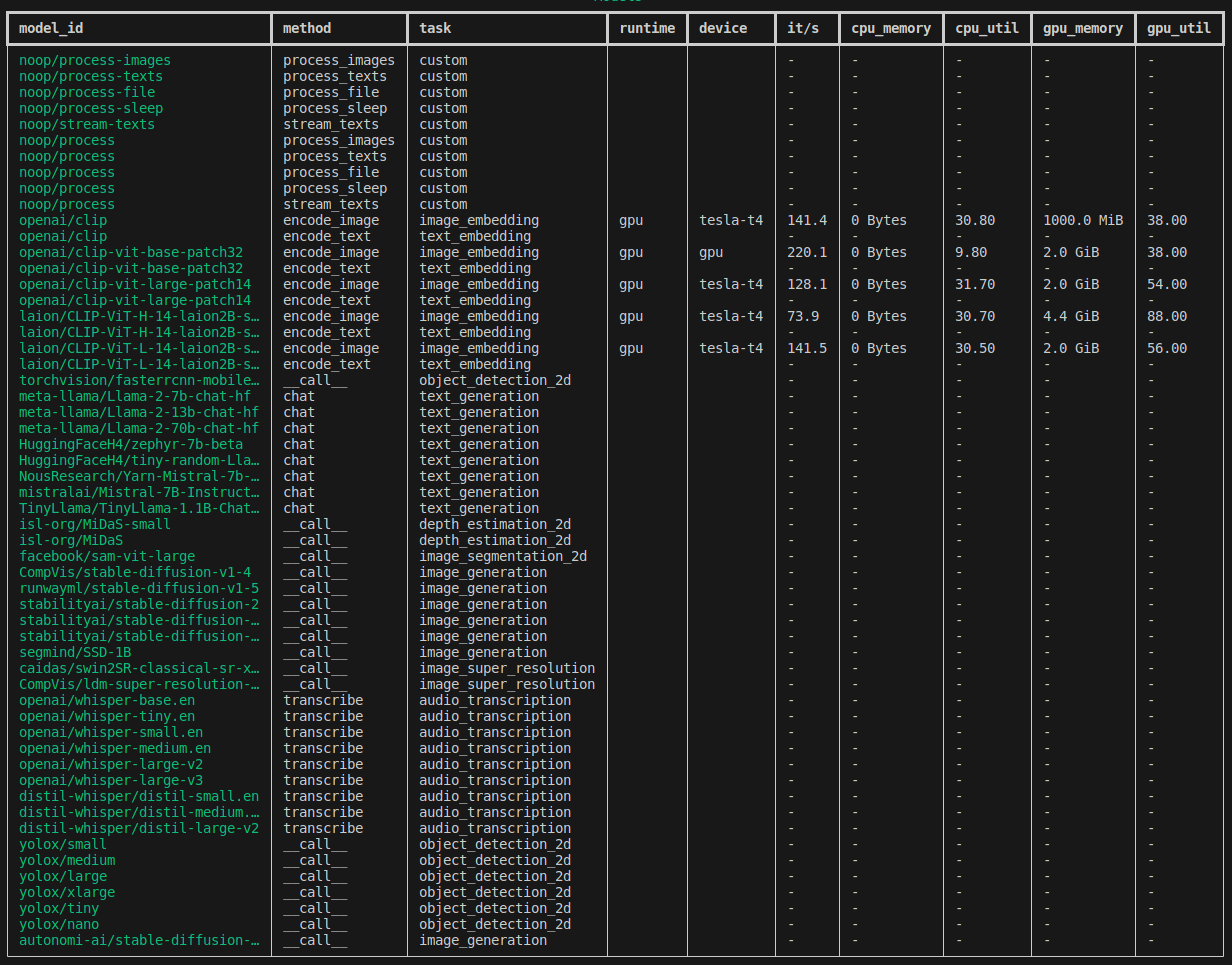 model_id method task runtime device it/s cpu_memory cpu_util gpu_memory gpu_util
noop/process-images process_images custom - - - - -
noop/process-texts process_texts custom - - - - -
noop/process-file process_file custom - - - - -
noop/process-sleep process_sleep custom - - - - -
noop/stream-texts stream_texts custom - - - - -
noop/process process_images custom - - - - -
noop/process process_texts custom - - - - -
noop/process process_file custom - - - - -
noop/process process_sleep custom - - - - -
noop/process stream_texts custom - - - - -
openai/clip encode_image image_embedding gpu tesla-t4 141.4 0 Bytes 30.80 1000.0 MiB 38.00
openai/clip encode_text text_embedding - - - - -
openai/clip-vit-base-patch32 encode_image image_embedding gpu gpu 220.1 0 Bytes 9.80 2.0 GiB 38.00
openai/clip-vit-base-patch32 encode_text text_embedding - - - - -
openai/clip-vit-large-patch14 encode_image image_embedding gpu tesla-t4 128.1 0 Bytes 31.70 2.0 GiB 54.00
openai/clip-vit-large-patch14 encode_text text_embedding - - - - -
laion/CLIP-ViT-H-14-laion2B-s… encode_image image_embedding gpu tesla-t4 73.9 0 Bytes 30.70 4.4 GiB 88.00
laion/CLIP-ViT-H-14-laion2B-s… encode_text text_embedding - - - - -
laion/CLIP-ViT-L-14-laion2B-s… encode_image image_embedding gpu tesla-t4 141.5 0 Bytes 30.50 2.0 GiB 56.00
laion/CLIP-ViT-L-14-laion2B-s… encode_text text_embedding - - - - -
torchvision/fasterrcnn-mobile… __call__ object_detection_2d - - - - -
meta-llama/Llama-2-7b-chat-hf chat text_generation - - - - -
meta-llama/Llama-2-13b-chat-hf chat text_generation - - - - -
meta-llama/Llama-2-70b-chat-hf chat text_generation - - - - -
HuggingFaceH4/zephyr-7b-beta chat text_generation - - - - -
HuggingFaceH4/tiny-random-Lla… chat text_generation - - - - -
NousResearch/Yarn-Mistral-7b-… chat text_generation - - - - -
mistralai/Mistral-7B-Instruct… chat text_generation - - - - -
TinyLlama/TinyLlama-1.1B-Chat… chat text_generation - - - - -
isl-org/MiDaS-small __call__ depth_estimation_2d - - - - -
isl-org/MiDaS __call__ depth_estimation_2d - - - - -
facebook/sam-vit-large __call__ image_segmentation_2d - - - - -
CompVis/stable-diffusion-v1-4 __call__ image_generation - - - - -
runwayml/stable-diffusion-v1-5 __call__ image_generation - - - - -
stabilityai/stable-diffusion-2 __call__ image_generation - - - - -
stabilityai/stable-diffusion-… __call__ image_generation - - - - -
stabilityai/stable-diffusion-… __call__ image_generation - - - - -
segmind/SSD-1B __call__ image_generation - - - - -
caidas/swin2SR-classical-sr-x… __call__ image_super_resolution - - - - -
CompVis/ldm-super-resolution-… __call__ image_super_resolution - - - - -
openai/whisper-base.en transcribe audio_transcription - - - - -
openai/whisper-tiny.en transcribe audio_transcription - - - - -
openai/whisper-small.en transcribe audio_transcription - - - - -
openai/whisper-medium.en transcribe audio_transcription - - - - -
openai/whisper-large-v2 transcribe audio_transcription - - - - -
openai/whisper-large-v3 transcribe audio_transcription - - - - -
distil-whisper/distil-small.en transcribe audio_transcription - - - - -
distil-whisper/distil-medium.… transcribe audio_transcription - - - - -
distil-whisper/distil-large-v2 transcribe audio_transcription - - - - -
yolox/small __call__ object_detection_2d - - - - -
yolox/medium __call__ object_detection_2d - - - - -
yolox/large __call__ object_detection_2d - - - - -
yolox/xlarge __call__ object_detection_2d - - - - -
yolox/tiny __call__ object_detection_2d - - - - -
yolox/nano __call__ object_detection_2d - - - - -
autonomi-ai/stable-diffusion-… __call__ image_generation - - - - -